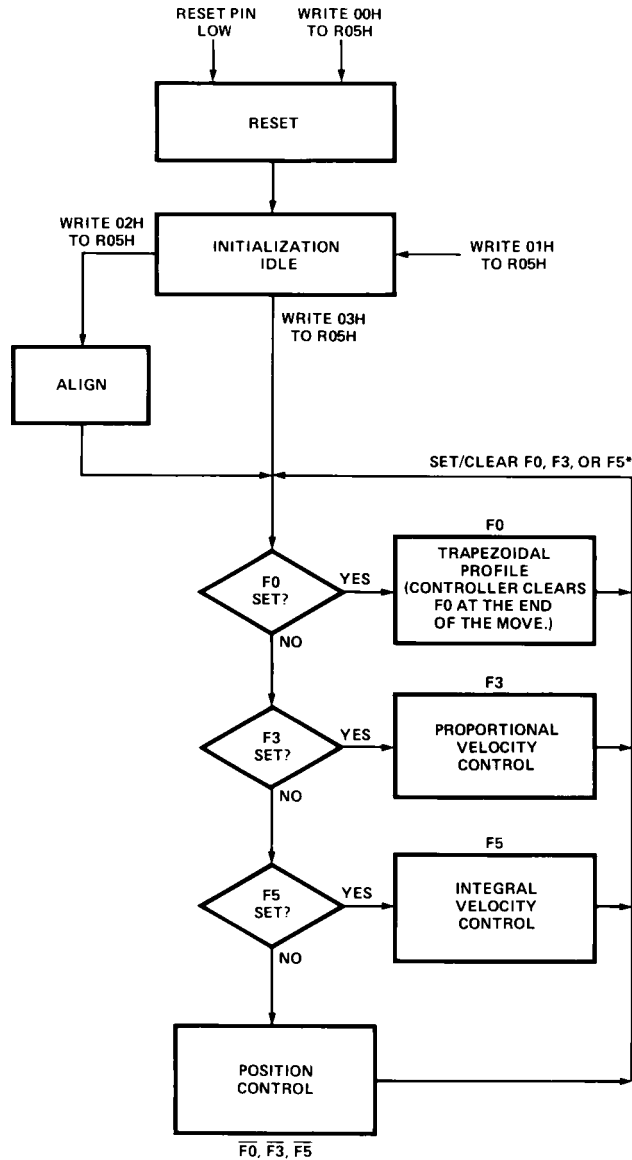 RESET PIN
LOW
WRITE 00H
TO R05H
RESET
WRITE 02H
TO R05H
INITIALIZATION
IDLE
WRITE 01H
TO R05H
WRITE 03H
TO R05H
ALIGN
SET/CLEAR F0, F3, OR F5*
F0
SET?
YES
NO
F0
TRAPEZOIDAL
PROFILE
(CONTROLLER CLEARS
F0 AT THE END
OF THE MOVE.)
F3
SET?
YES
NO
F3
PROPORTIONAL
VELOCITY
CONTROL
F5
SET?
YES
NO
F5
INTEGRAL
VELOCITY
CONTROL
POSITION
CONTROL
F̅0̅, F̅3̅, F̅5̅